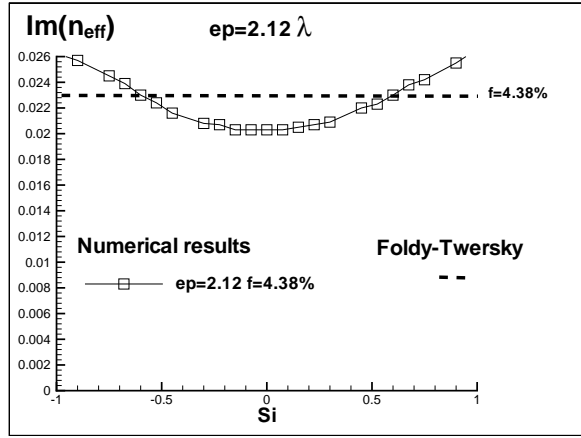 Im(n_eff)
ep=2.12 λ
0.026
0.024
f=4.38%
0.022
0.02
0.018
0.016
0.014
0.012
Numerical results
Foldy-Twersky
0.01
ep=2.12 f=4.38%
0.008
0.006
0.004
0.002
0
-1
-0.5
0
0.5
1
Si